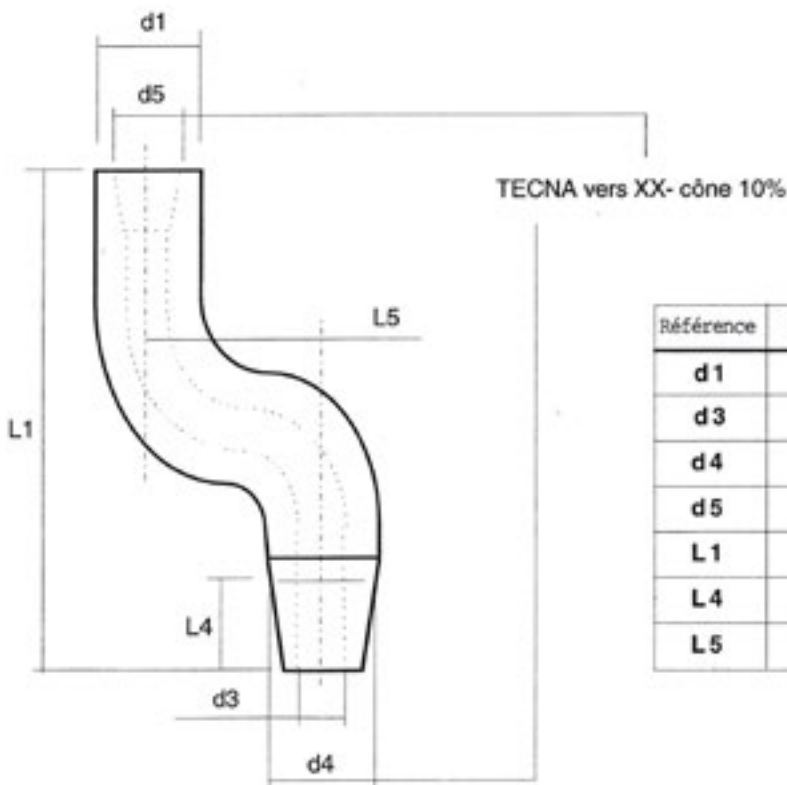 d1
d5
TECNA vers XX- cône 10%
L5
L1
L4
d3
d4
Référence
d1
d3
d4
d5
L1
L4
L5